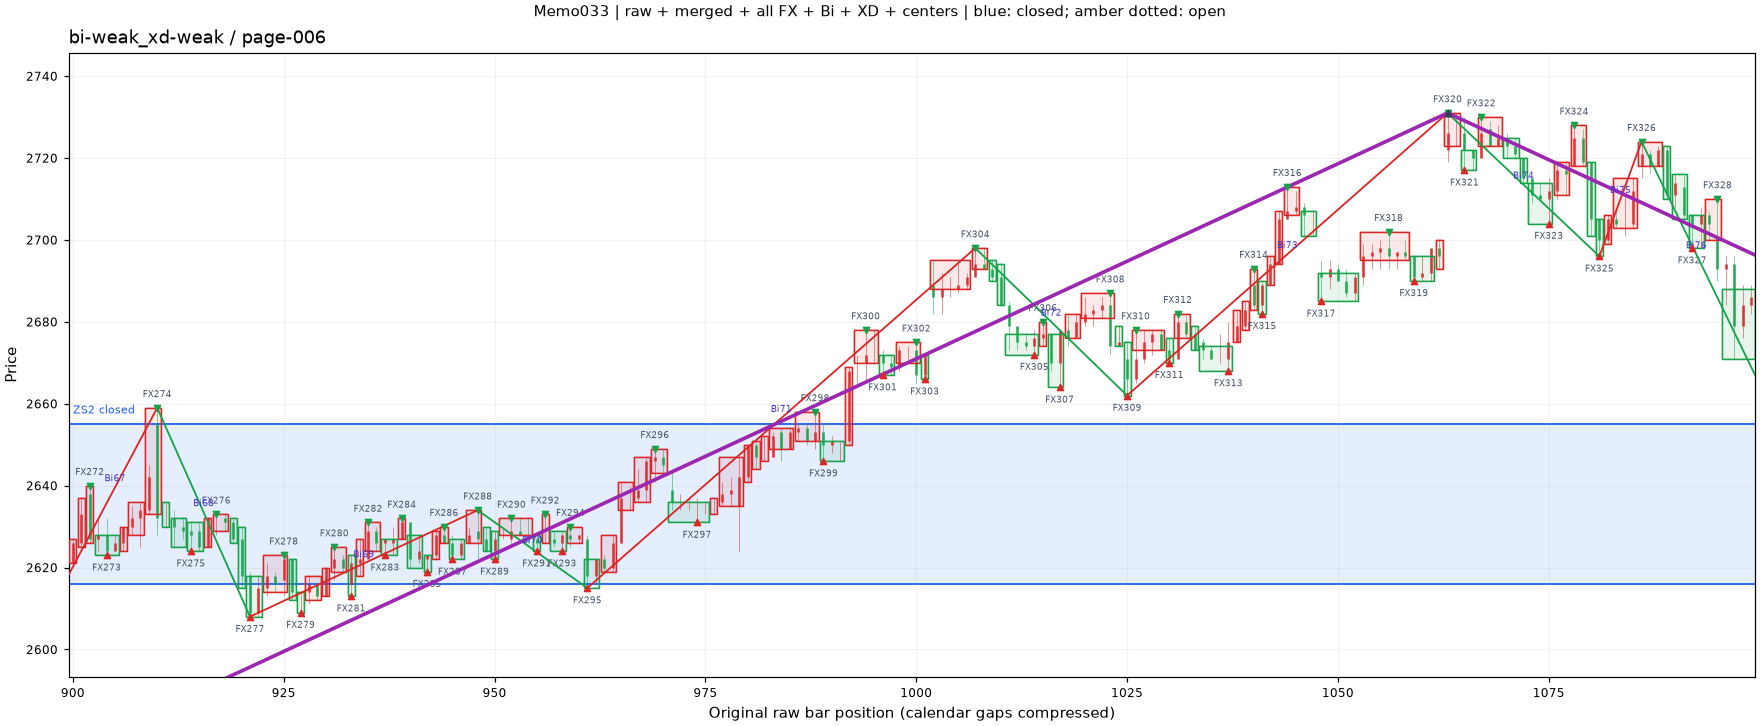 Memo033 | raw + merged + all FX + Bi + XD + centers | blue: closed; amber dotted: open
bi-weak_xd-weak / page-006
Price
2740
2720
2700
2680
2660
2640
2620
2600
ZS2 closed
FX272
Bi67
FX273
FX274
FX275
Bi68
FX276
FX277
FX278
FX279
FX280
FX281
Bi69
FX282
FX283
FX284
FX286
FX287
FX288
FX289
FX290
FX291
FX292
FX293
FX294
FX295
FX296
FX297
Bi71
FX298
FX299
FX300
FX301
FX302
FX303
FX304
FX305
FX306
Bi72
FX307
FX308
FX309
FX310
FX311
FX312
FX313
FX314
FX315
Bi73
FX316
FX317
FX318
FX319
FX320
FX321
FX322
Bi74
FX323
FX324
FX325
Bi75
FX326
Bi76
FX327
FX328
900
925
950
975
1000
1025
1050
1075
Original raw bar position (calendar gaps compressed)